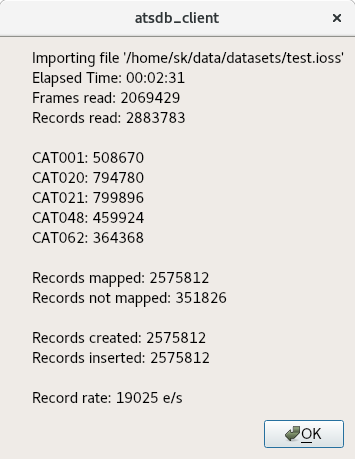 atsdb_client
Importing file '/home/sk/data/datasets/test.ioss'
Elapsed Time: 00:02:31
Frames read: 2069429
Records read: 2883783
CAT001: 508670
CAT020: 794780
CAT021: 799896
CAT048: 459924
CAT062: 364368
Records mapped: 2575812
Records not mapped: 351826
Records created: 2575812
Records inserted: 2575812
Record rate: 19025 e/s
OK